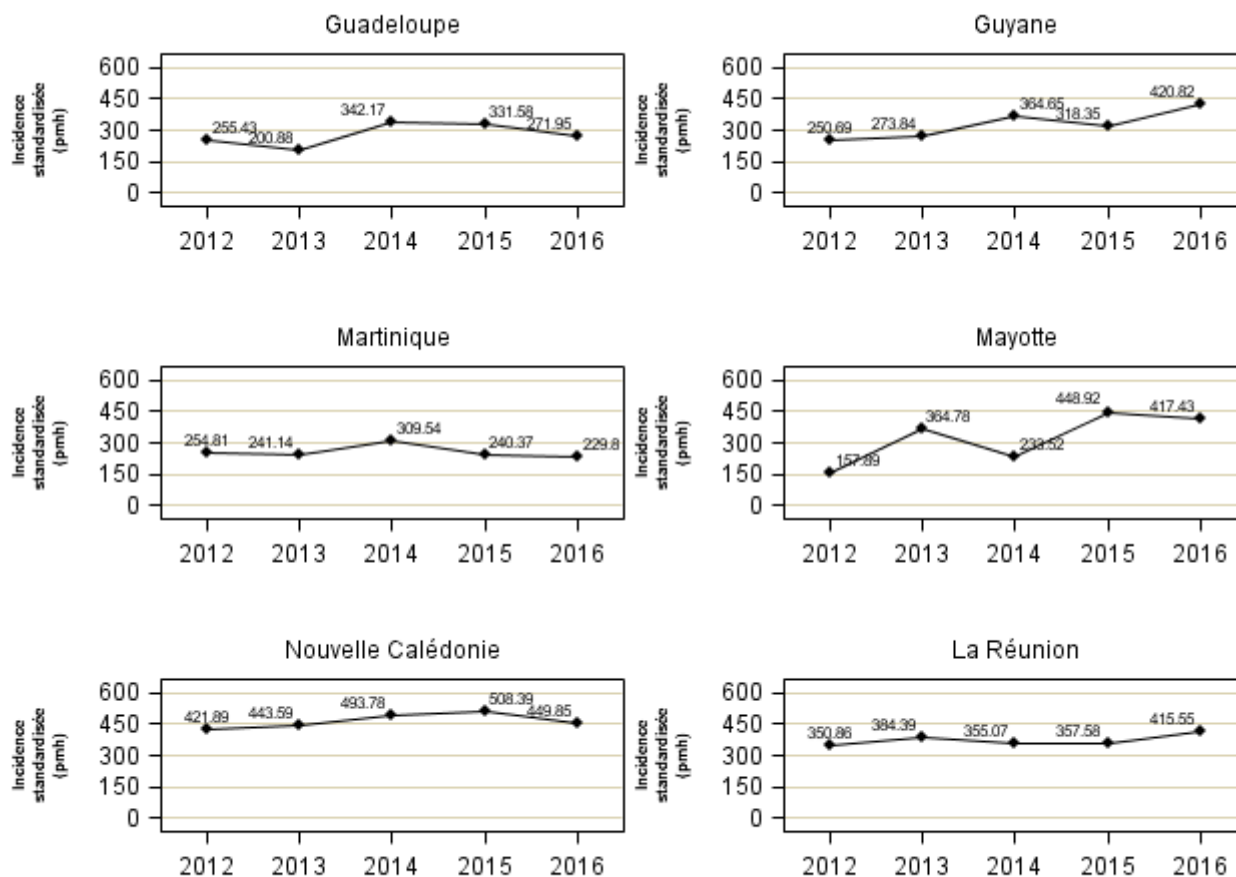 Guadeloupe
Incidence
standardisée
(pmh)
600
450
300
150
0
255.43
200.88
342.17
331.58
271.95
2012 2013 2014 2015 2016
Guyane
Incidence
standardisée
(pmh)
600
450
300
150
0
250.69
273.84
364.65
318.35
420.82
2012 2013 2014 2015 2016
Martinique
Incidence
standardisée
(pmh)
600
450
300
150
0
254.81
241.14
309.54
240.37
229.8
2012 2013 2014 2015 2016
Mayotte
Incidence
standardisée
(pmh)
600
450
300
150
0
157.89
364.78
233.52
448.92
417.43
2012 2013 2014 2015 2016
Nouvelle Calédonie
Incidence
standardisée
(pmh)
600
450
300
150
0
421.89
443.59
493.78
508.39
449.85
2012 2013 2014 2015 2016
La Réunion
Incidence
standardisée
(pmh)
600
450
300
150
0
350.86
384.39
355.07
357.58
415.55
2012 2013 2014 2015 2016